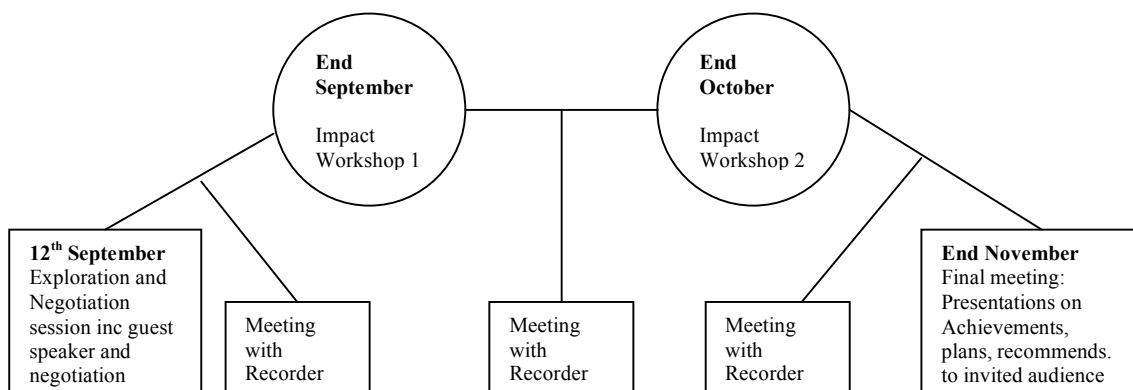 End
September
Impact
Workshop 1
End
October
Impact
Workshop 2
12th September
Exploration and
Negotiation
session inc guest
speaker and
negotiation
Meeting
with
Recorder
Meeting
with
Recorder
Meeting
with
Recorder
End November
Final meeting:
Presentations on
Achievements,
plans, recommends.
to invited audience